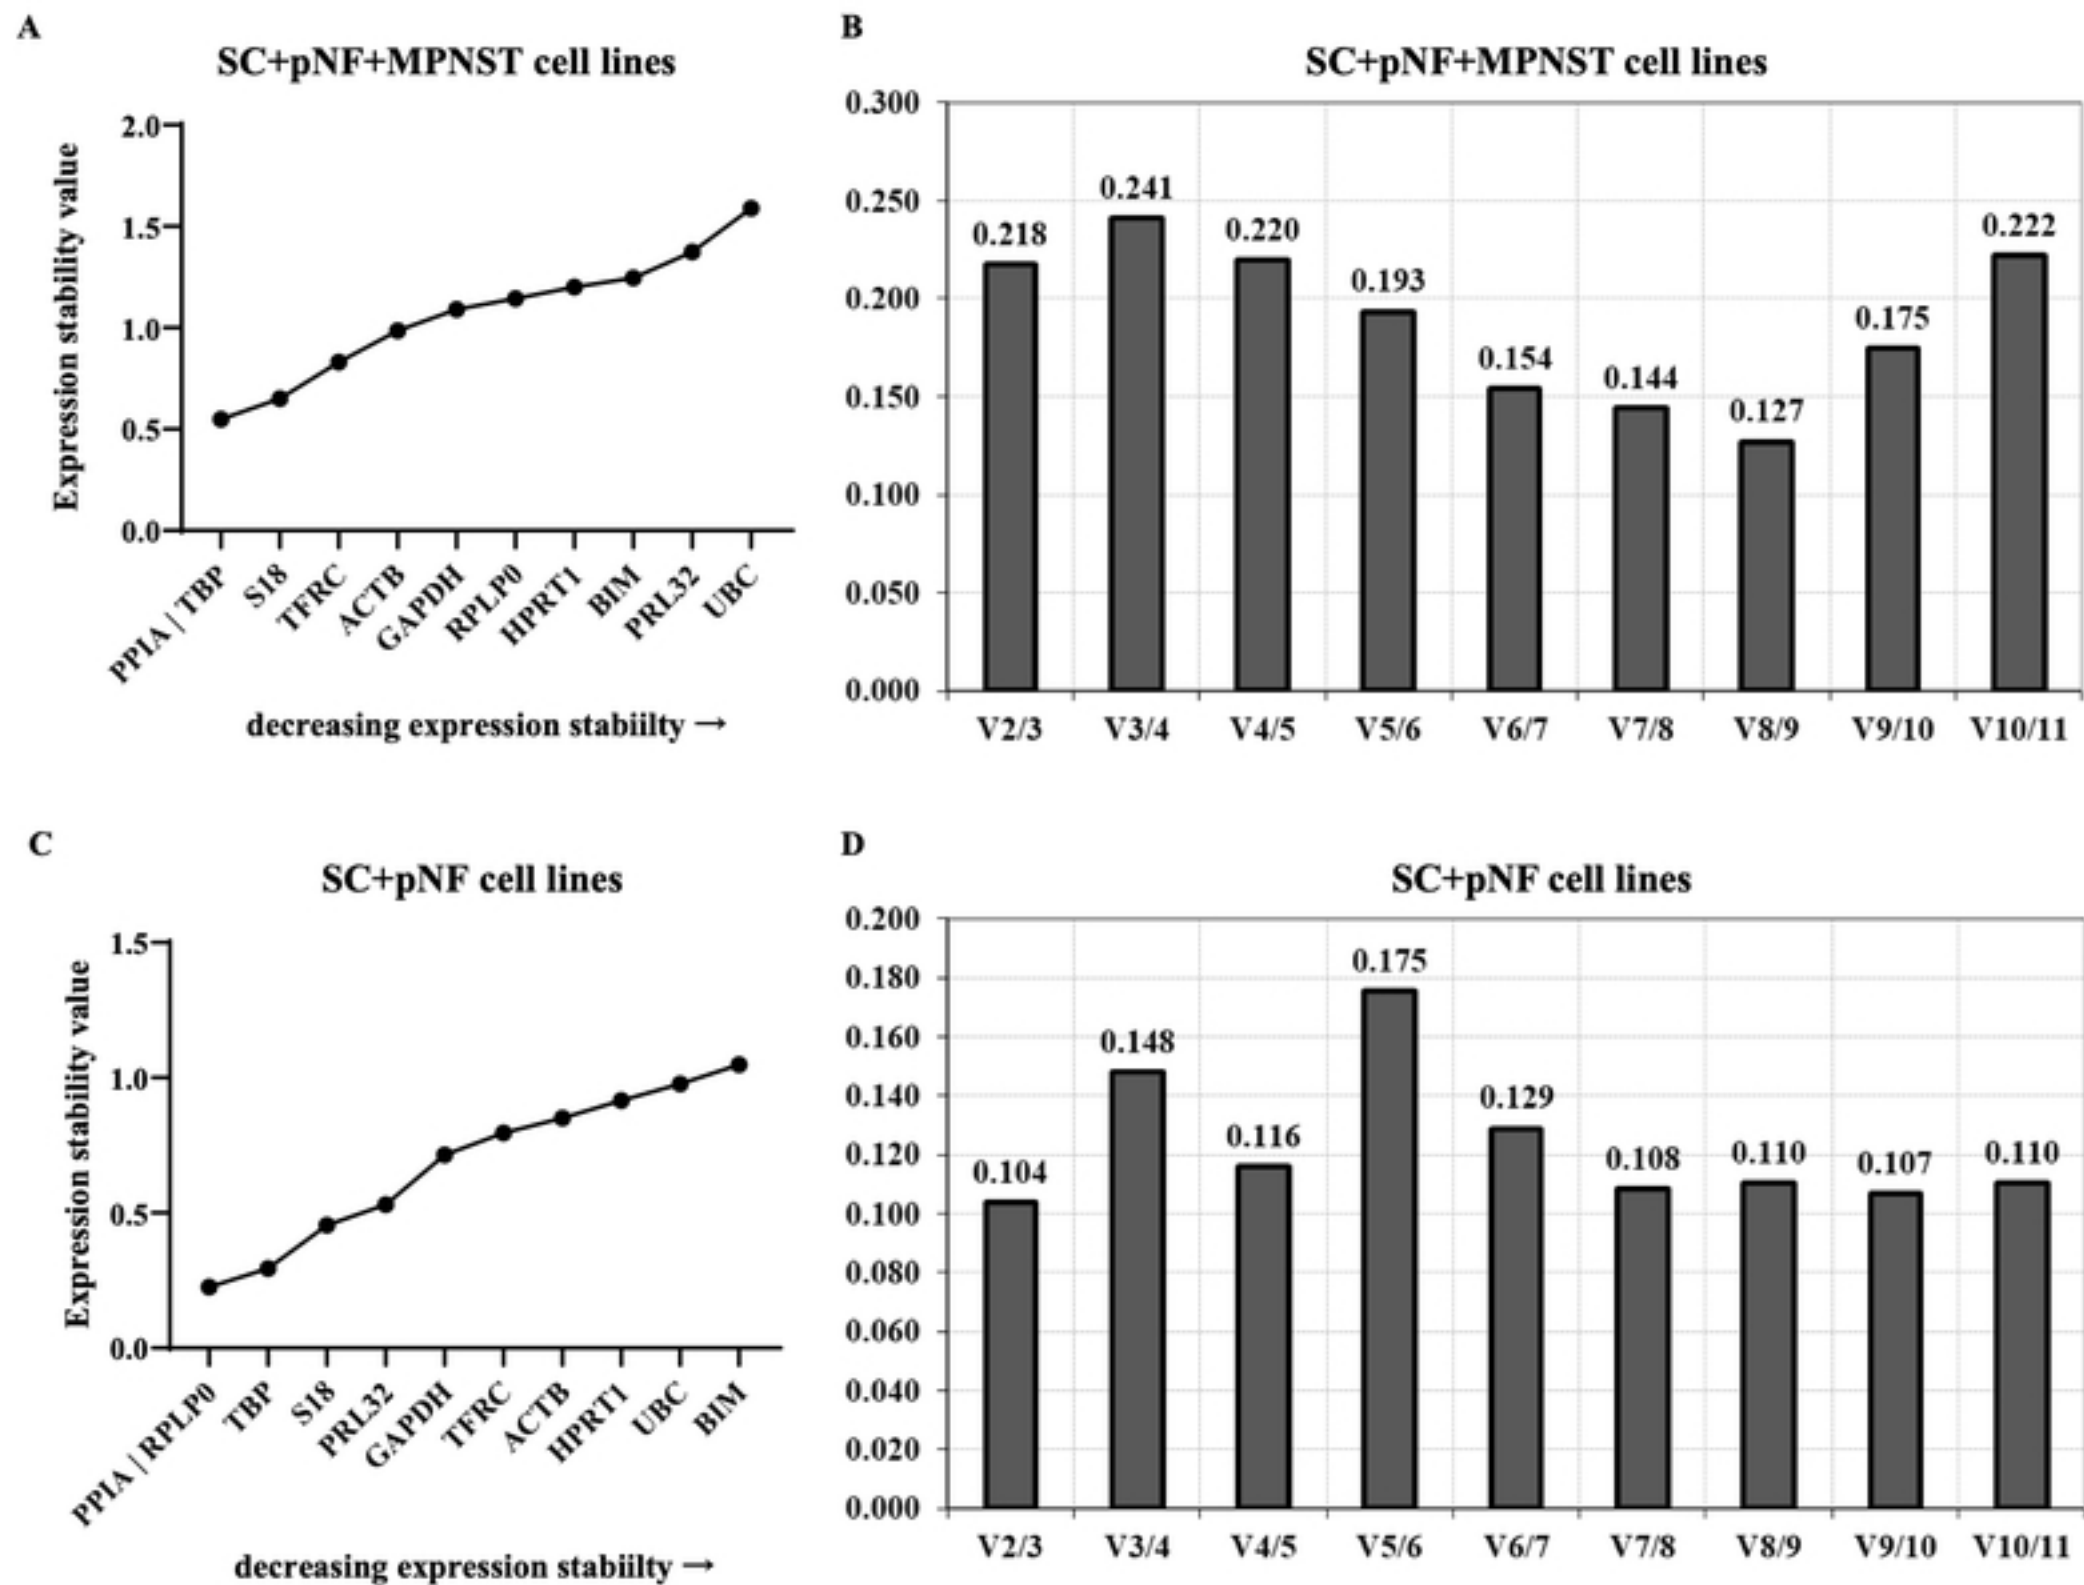 A
SC+pNF+MPNST cell lines
Expression stability value
2.0
1.5
1.0
0.5
0.0
PPIA | TBP
S18
TFRC
ACTB
GAPDH
RPLP0
HPRT1
BIM
PRL32
UBC
decreasing expression stabiilty →
B
SC+pNF+MPNST cell lines
0.300
0.250
0.200
0.150
0.100
0.050
0.000
0.218
0.241
0.220
0.193
0.154
0.144
0.127
0.175
0.222
V2/3
V3/4
V4/5
V5/6
V6/7
V7/8
V8/9
V9/10
V10/11
C
SC+pNF cell lines
Expression stability value
1.5
1.0
0.5
0.0
PPIA | RPLP0
TBP
S18
PRL32
GAPDH
TFRC
ACTB
HPRT1
UBC
BIM
decreasing expression stabiilty →
D
SC+pNF cell lines
0.200
0.180
0.160
0.140
0.120
0.100
0.080
0.060
0.040
0.020
0.000
0.104
0.148
0.116
0.175
0.129
0.108
0.110
0.107
0.110
V2/3
V3/4
V4/5
V5/6
V6/7
V7/8
V8/9
V9/10
V10/11